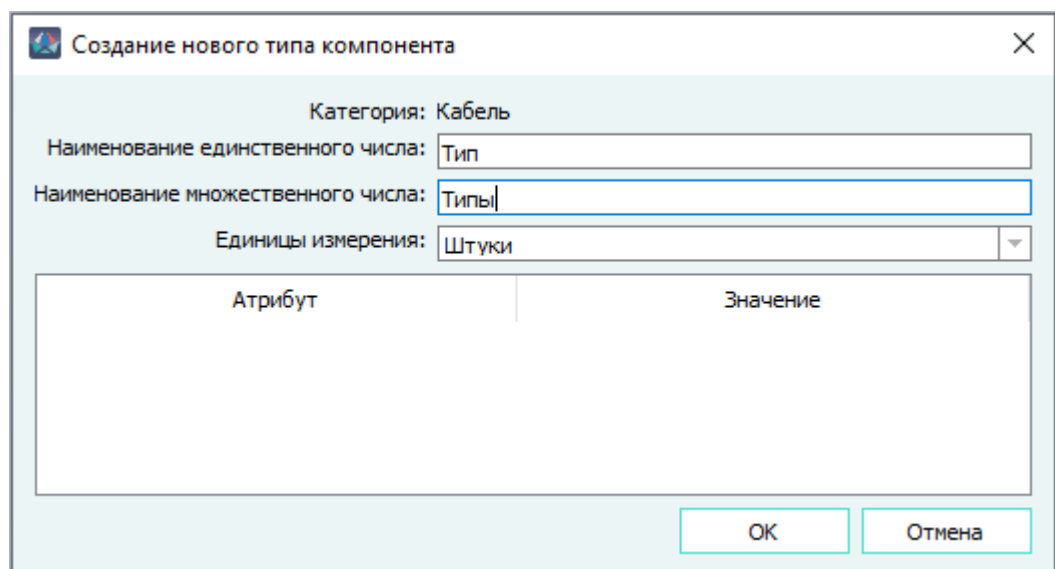 Создание нового типа компонента
Категория: Кабель
Наименование единственного числа: Тип
Наименование множественного числа: Типы
Единицы измерения: Штуки
Атрибут Значение
ОК Отмена